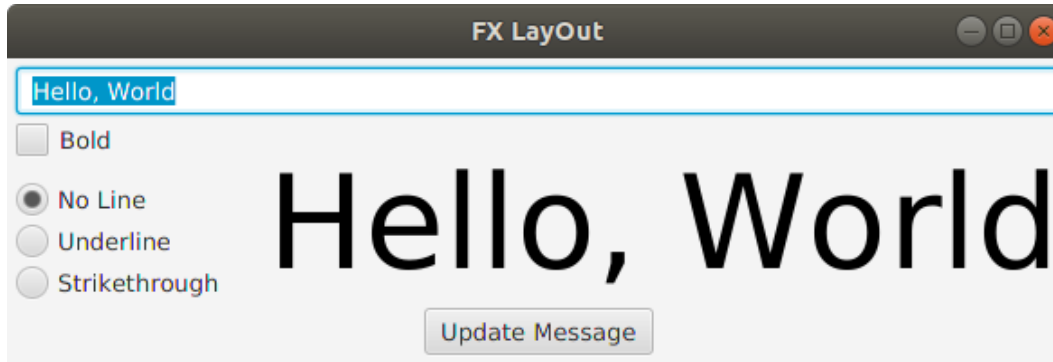 FX LayOut
Hello, World
Bold
No Line
Underline
Strikethrough
Hello, World
Update Message